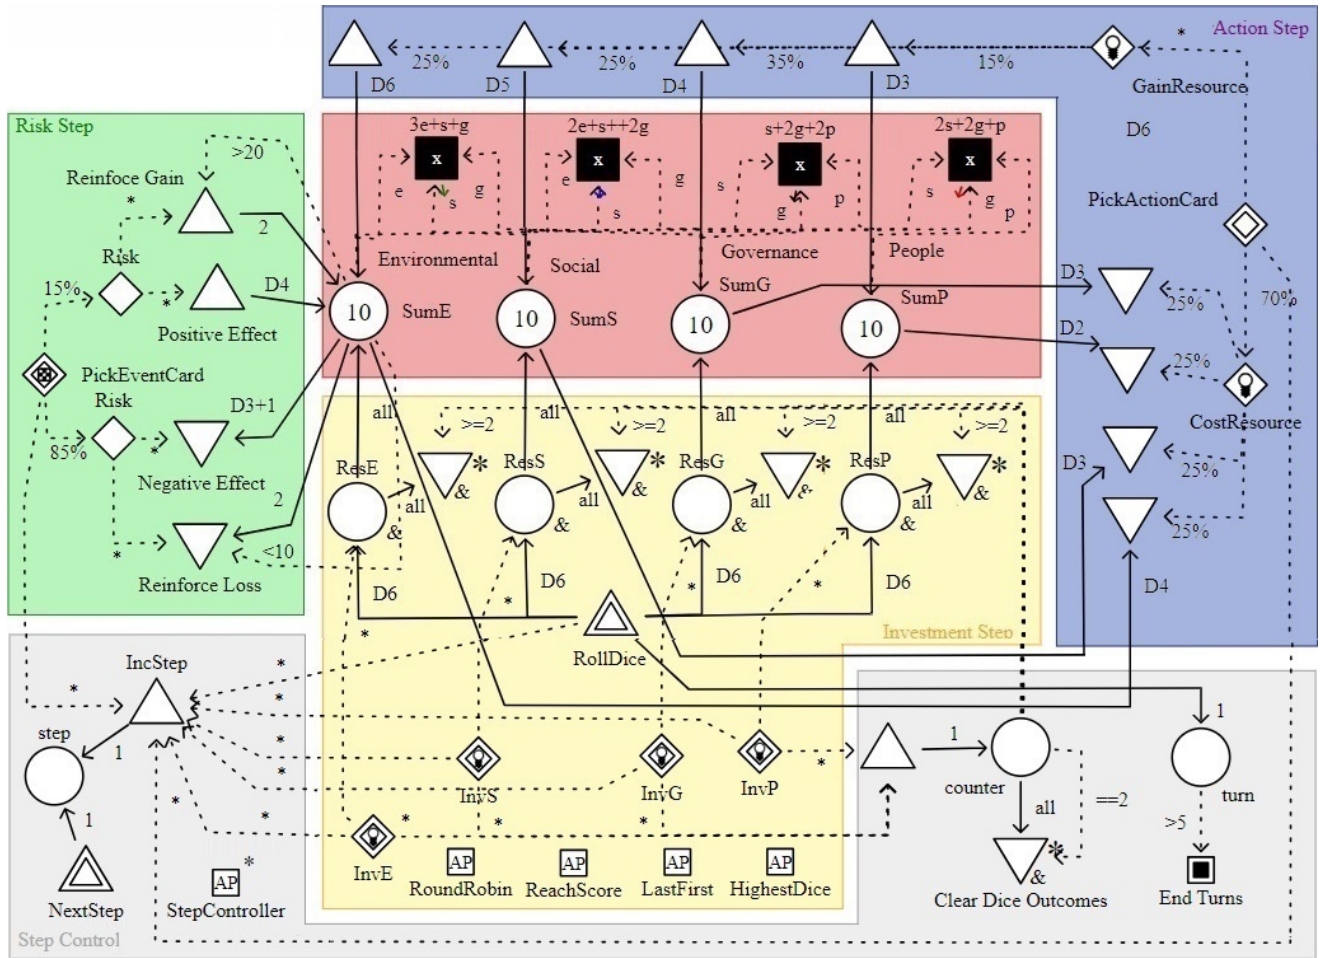 Action Step
25%
25%
35%
15%
*
GainResource
D6
D5
D4
D3
D6
Risk Step
>20
Reinfoce Gain
*
2
Risk
15%
*
D4
Positive Effect
PickEventCard
Risk
D3+1
85%
*
Negative Effect
2
*
<10
Reinforce Loss
3e+s+g
2e+s++2g
s+2g+2p
2s+2g+p
x
x
x
x
e
s
g
e
s
g
s
g
p
s
g
p
Environmental
Social
Governance
People
10
SumE
10
SumS
10
SumG
10
SumP
PickActionCard
70%
D3
25%
D2
25%
CostResource
D3
25%
25%
D4
all
all
all
all
>=2
>=2
>=2
>=2
ResE
ResS
ResG
ResP
*
*
*
*
&
&
&
&
all
all
all
all
&
&
&
&
D6
D6
D6
D6
*
*
*
*
RollDice
Investment Step
IncStep
*
*
*
*
*
*
*
step
1
1
NextStep
AP
*
StepController
Step Control
InvS
InvG
InvP
InvE
*
*
*
*
AP
RoundRobin
AP
ReachScore
AP
LastFirst
AP
HighestDice
1
counter
==2
all
*
&
Clear Dice Outcomes
1
turn
>5
End Turns